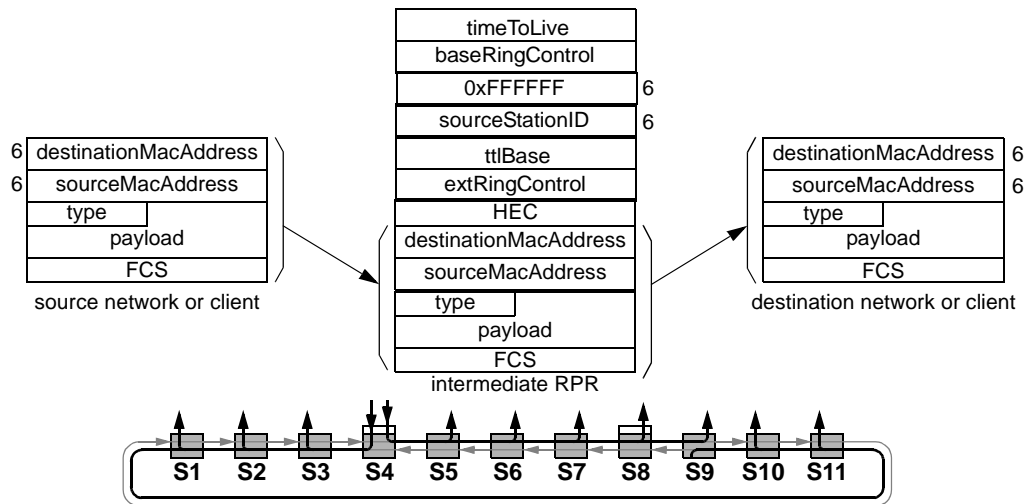 timeToLive
baseRingControl
0xFFFFFF 6
sourceStationID 6
ttlBase
extRingControl
HEC
destinationMacAddress
sourceMacAddress
type
payload
FCS
intermediate RPR
6 destinationMacAddress
6 sourceMacAddress
type
payload
FCS
source network or client
destinationMacAddress 6
sourceMacAddress 6
type
payload
FCS
destination network or client
S1 S2 S3 S4 S5 S6 S7 S8 S9 S10 S11